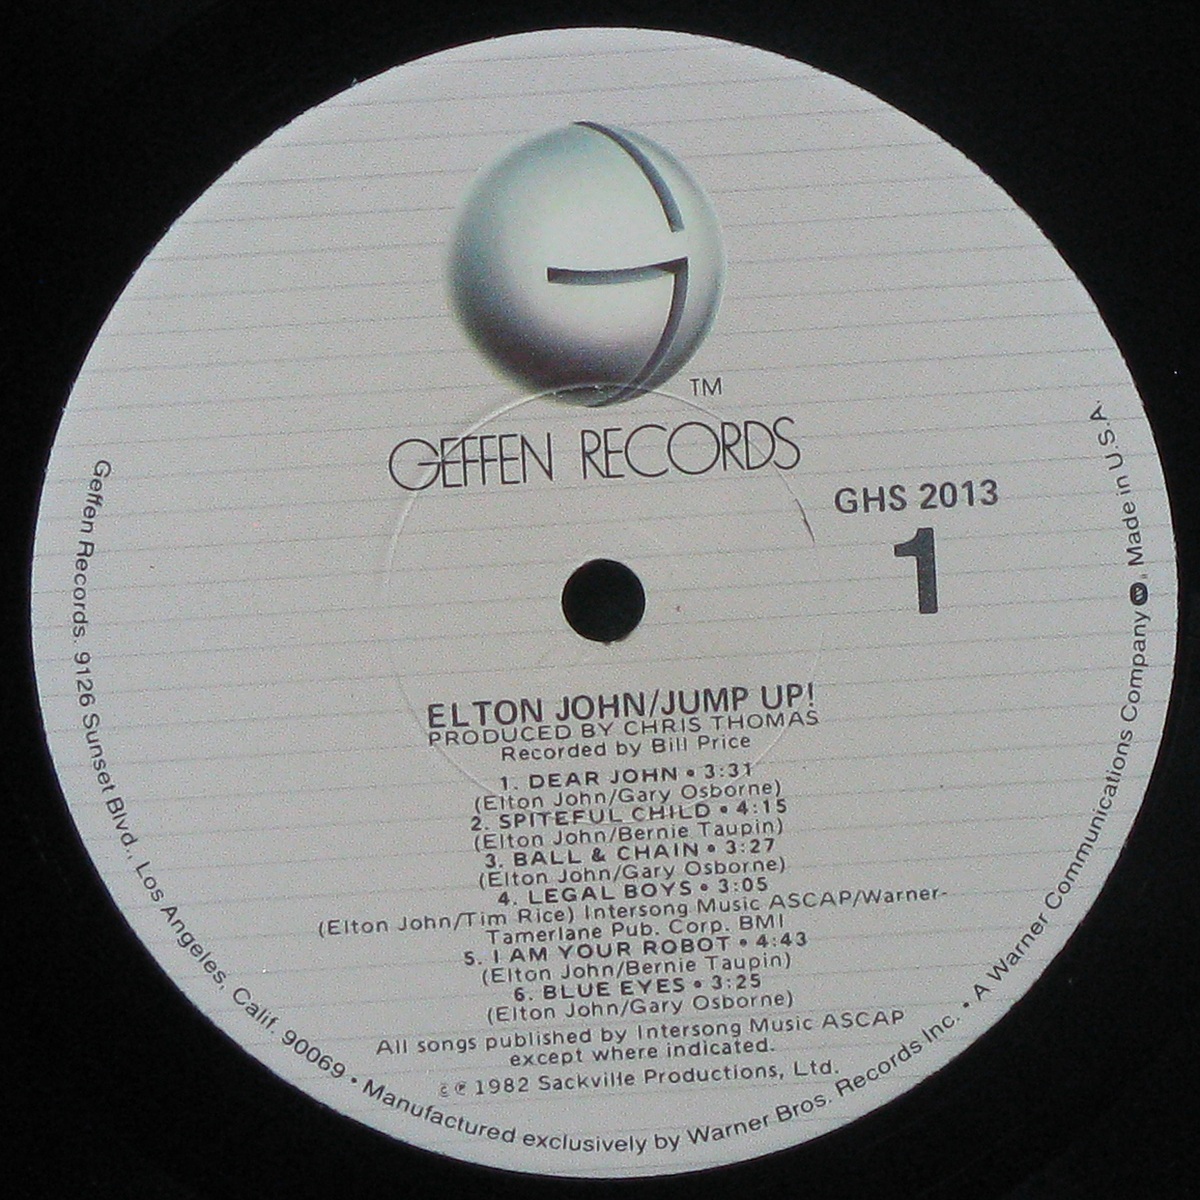 TM
GEFFEN RECORDS
GHS 2013
1
ELTON JOHN/JUMP UP!
PRODUCED BY CHRIS THOMAS
Recorded by Bill Price
1. DEAR JOHN • 3:31
(Elton John/Gary Osborne)
2. SPITEFUL CHILD • 4:15
(Elton John/Bernie Taupin)
3. BALL & CHAIN • 3:27
(Elton John/Gary Osborne)
4. LEGAL BOYS • 3:05
(Elton John/Tim Rice) Intersong Music ASCAP/Warner-
Tamerlane Pub. Corp. BMI
5. I AM YOUR ROBOT • 4:43
(Elton John/Bernie Taupin)
6. BLUE EYES • 3:25
(Elton John/Gary Osborne)
All songs published by Intersong Music ASCAP
except where indicated.
© ℗ 1982 Sackville Productions, Ltd.
Geffen Records. 9126 Sunset Blvd., Los Angeles, Calif. 90069 • Manufactured exclusively by Warner Bros. Records Inc. • A Warner Communications Company Made in U.S.A.